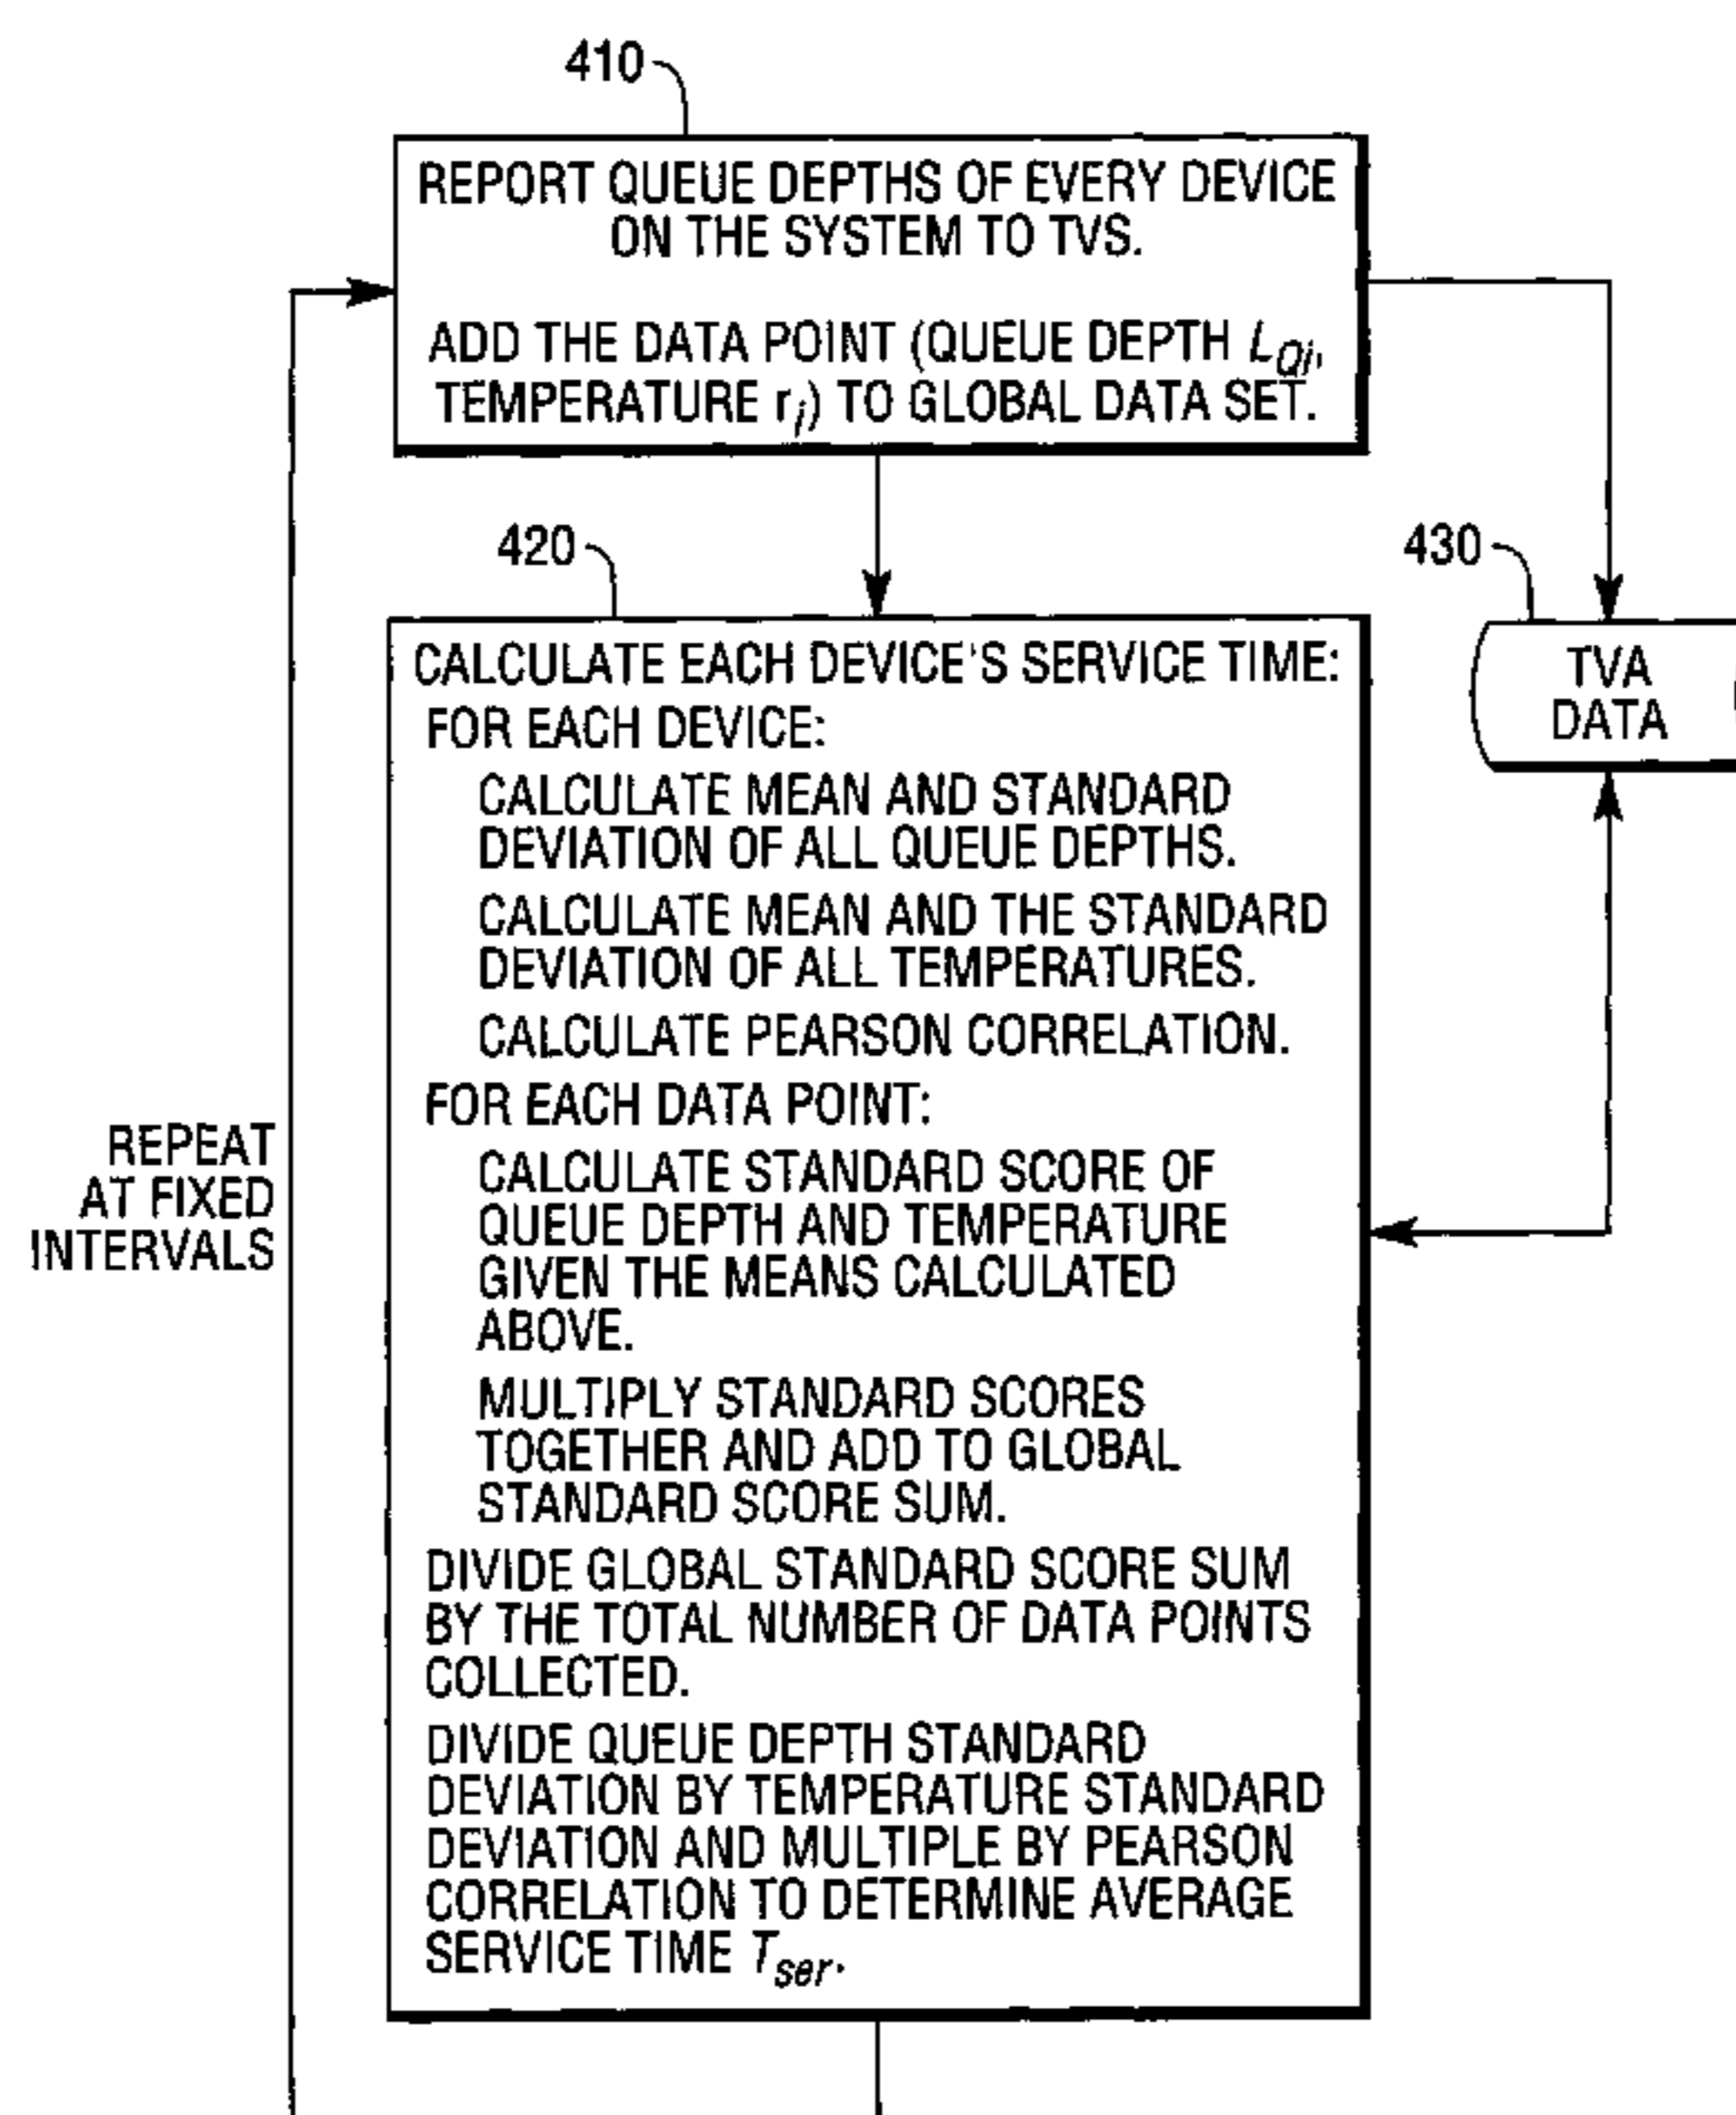 410
REPORT QUEUE DEPTHS OF EVERY DEVICE
ON THE SYSTEM TO TVS.
ADD THE DATA POINT (QUEUE DEPTH L_Qi,
TEMPERATURE r_i) TO GLOBAL DATA SET.
420
CALCULATE EACH DEVICE'S SERVICE TIME:
FOR EACH DEVICE:
CALCULATE MEAN AND STANDARD
DEVIATION OF ALL QUEUE DEPTHS.
CALCULATE MEAN AND THE STANDARD
DEVIATION OF ALL TEMPERATURES.
CALCULATE PEARSON CORRELATION.
FOR EACH DATA POINT:
CALCULATE STANDARD SCORE OF
QUEUE DEPTH AND TEMPERATURE
GIVEN THE MEANS CALCULATED
ABOVE.
MULTIPLY STANDARD SCORES
TOGETHER AND ADD TO GLOBAL
STANDARD SCORE SUM.
DIVIDE GLOBAL STANDARD SCORE SUM
BY THE TOTAL NUMBER OF DATA POINTS
COLLECTED.
DIVIDE QUEUE DEPTH STANDARD
DEVIATION BY TEMPERATURE STANDARD
DEVIATION AND MULTIPLE BY PEARSON
CORRELATION TO DETERMINE AVERAGE
SERVICE TIME T_ser.
430
TVA
DATA
REPEAT
AT FIXED
INTERVALS